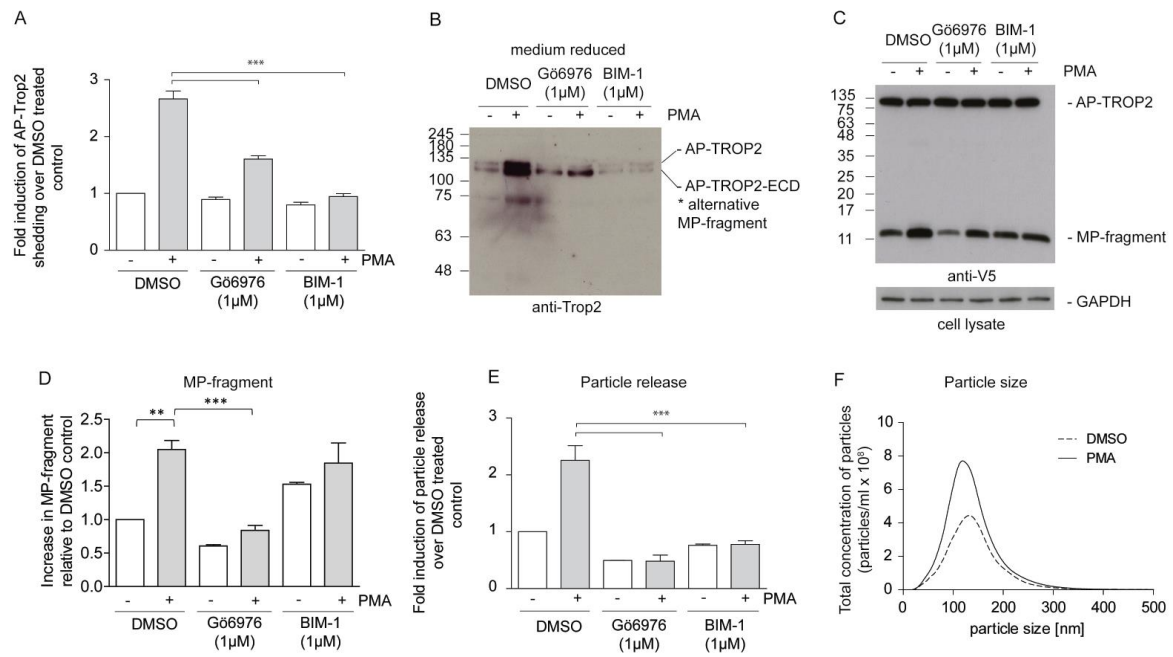 A
Fold induction of AP-Trop2
shedding over DMSO treated
control
3
2
1
0
***
- + - + - + PMA
DMSO Gö6976 BIM-1
(1µM) (1µM)
B
medium reduced
DMSO Gö6976 BIM-1
(1µM) (1µM)
- + - + - + PMA
245
180
135
100
75
63
48
- AP-TROP2
- AP-TROP2-ECD
* alternative
MP-fragment
anti-Trop2
C
DMSO Gö6976 BIM-1
(1µM) (1µM)
- + - + - + PMA
135
75
63
48
35
25
20
17
11
- AP-TROP2
- MP-fragment
anti-V5
- GAPDH
cell lysate
D
MP-fragment
Increase in MP-fragment
relative to DMSO control
2.5
2.0
1.5
1.0
0.5
0.0
** ***
- + - + - + PMA
DMSO Gö6976 BIM-1
(1µM) (1µM)
E
Particle release
Fold induction of particle release
over DMSO treated
control
3
2
1
0
***
- + - + - + PMA
DMSO Gö6976 BIM-1
(1µM) (1µM)
F
Particle size
Total concentration of particles
(particles/ml x 10⁸)
10
8
6
4
2
0
DMSO
PMA
0 100 200 300 400 500
particle size [nm]